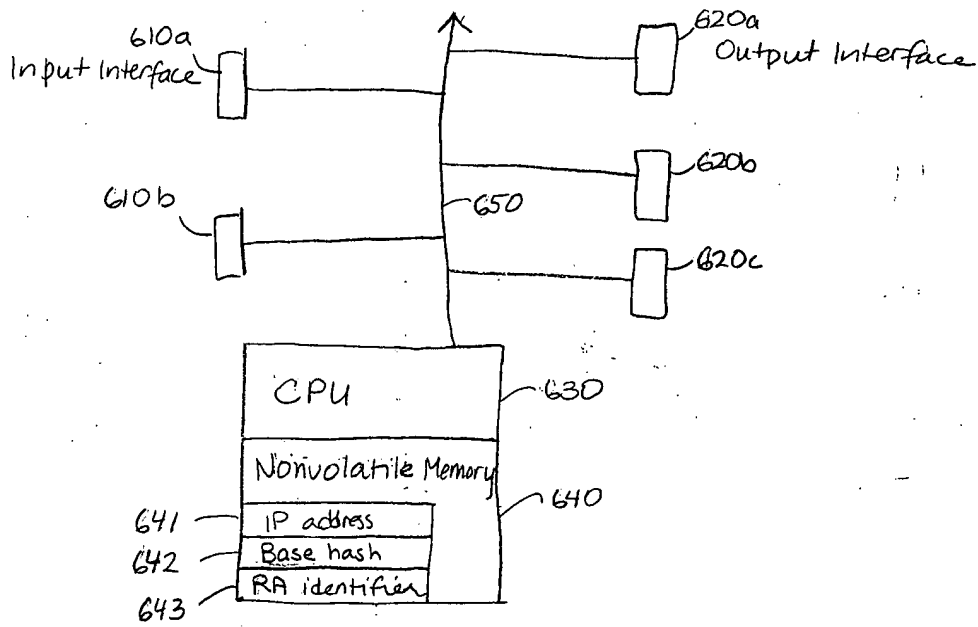 610a
Input Interface
620a
Output Interface
620b
610b
650
620c
CPU
630
Nonvolatile Memory
640
641
IP address
642
Base hash
643
RA identifier